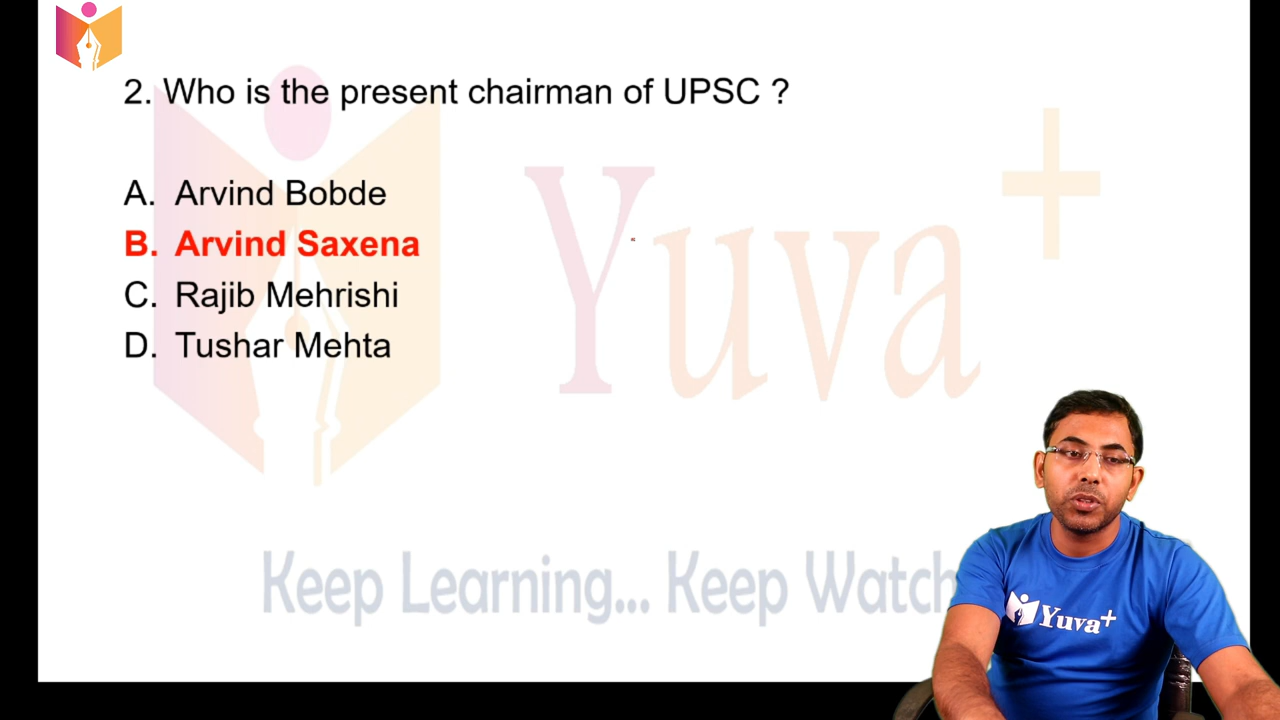 2. Who is the present chairman of UPSC ?
A. Arvind Bobde
B. Arvind Saxena
C. Rajib Mehrishi
D. Tushar Mehta
Yuva+
Keep Learning... Keep Watch
Yuva+